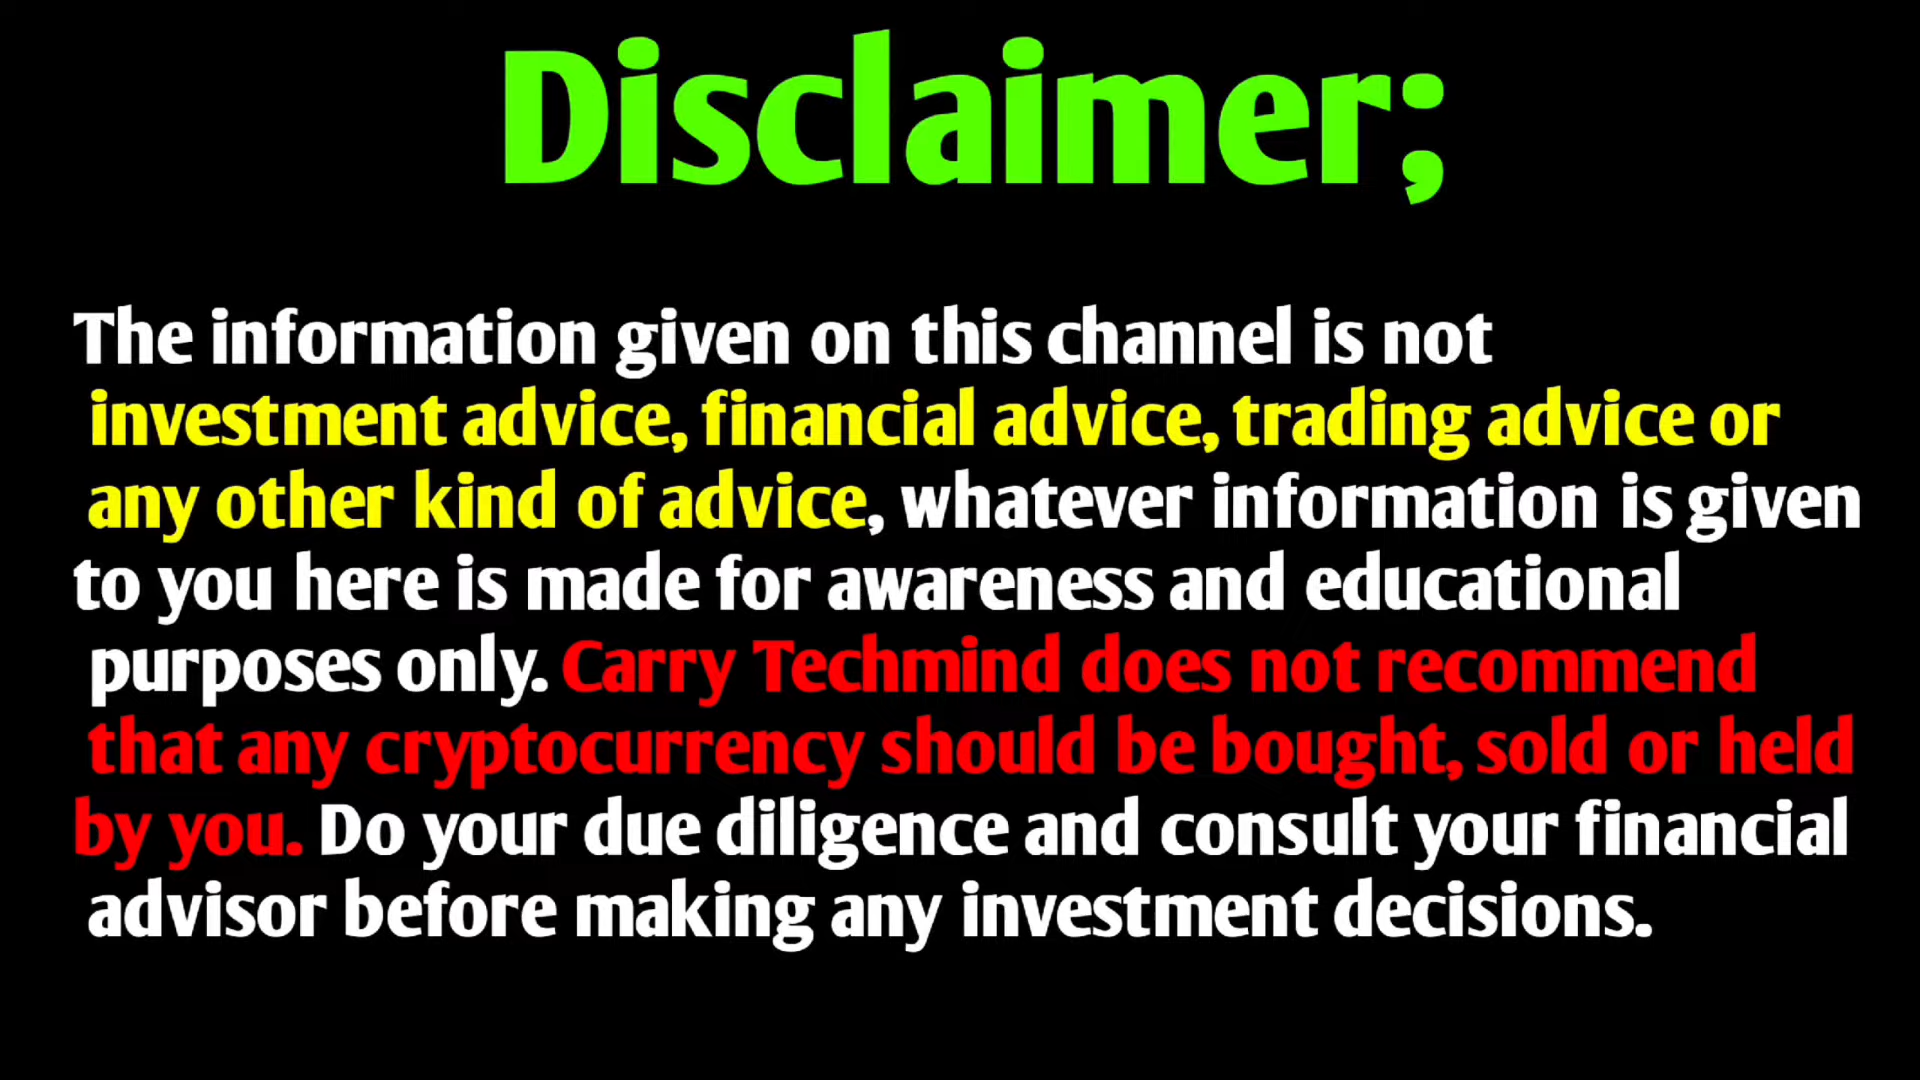 Disclaimer;
The information given on this channel is not
investment advice, financial advice, trading advice or
any other kind of advice, whatever information is given
to you here is made for awareness and educational
purposes only. Carry Techmind does not recommend
that any cryptocurrency should be bought, sold or held
by you. Do your due diligence and consult your financial
advisor before making any investment decisions.